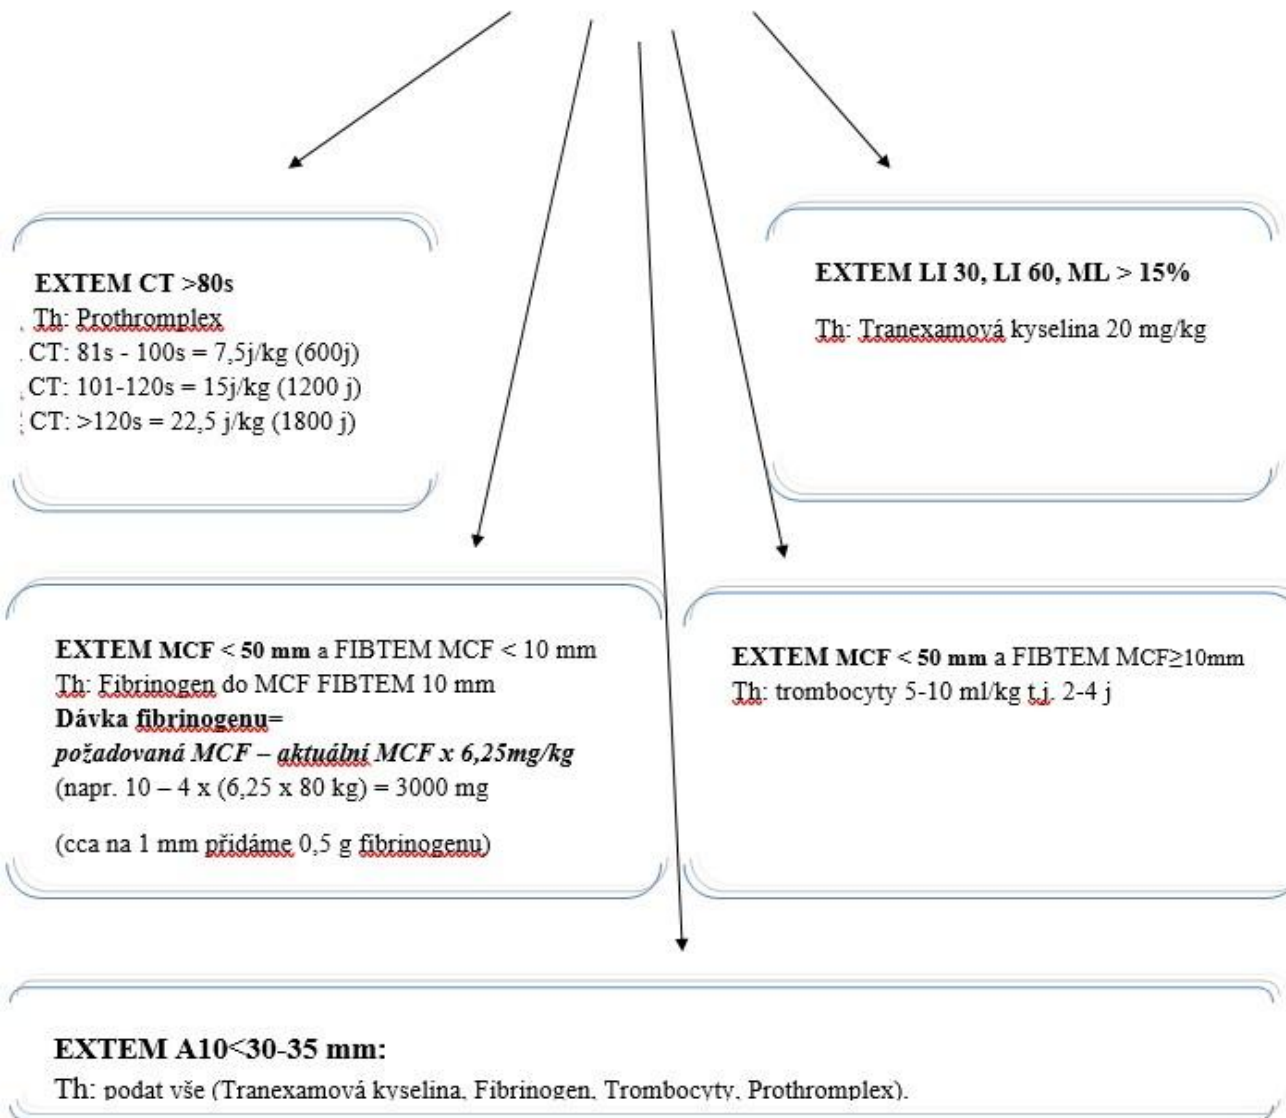 EXTEM CT >80s
Th: Prothromplex
CT: 81s - 100s = 7,5j/kg (600j)
CT: 101-120s = 15j/kg (1200 j)
CT: >120s = 22,5 j/kg (1800 j)
EXTEM LI 30, LI 60, ML > 15%
Th: Tranexamová kyselina 20 mg/kg
EXTEM MCF < 50 mm a FIBTEM MCF < 10 mm
Th: Fibrinogen do MCF FIBTEM 10 mm
Dávka fibrinogenu=
požadovaná MCF – aktuální MCF x 6,25mg/kg
(napr. 10 – 4 x (6,25 x 80 kg) = 3000 mg
(cca na 1 mm přidáme 0,5 g fibrinogenu)
EXTEM MCF < 50 mm a FIBTEM MCF≥10mm
Th: trombocyty 5-10 ml/kg t.j. 2-4 j
EXTEM A10<30-35 mm:
Th: podat vše (Tranexamová kyselina, Fibrinogen, Trombocyty, Prothromplex).